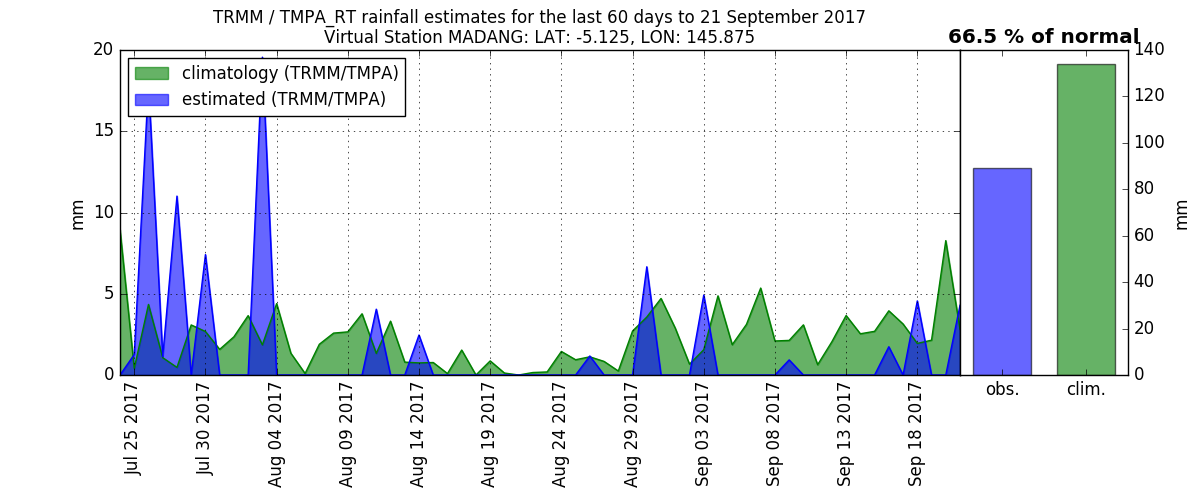 TRMM / TMPA_RT rainfall estimates for the last 60 days to 21 September 2017
Virtual Station MADANG: LAT: -5.125, LON: 145.875
66.5 % of normal
climatology (TRMM/TMPA)
estimated (TRMM/TMPA)
20
15
10
5
0
mm
Jul 25 2017
Jul 30 2017
Aug 04 2017
Aug 09 2017
Aug 14 2017
Aug 19 2017
Aug 24 2017
Aug 29 2017
Sep 03 2017
Sep 08 2017
Sep 13 2017
Sep 18 2017
140
120
100
80
60
40
20
0
mm
obs.
clim.